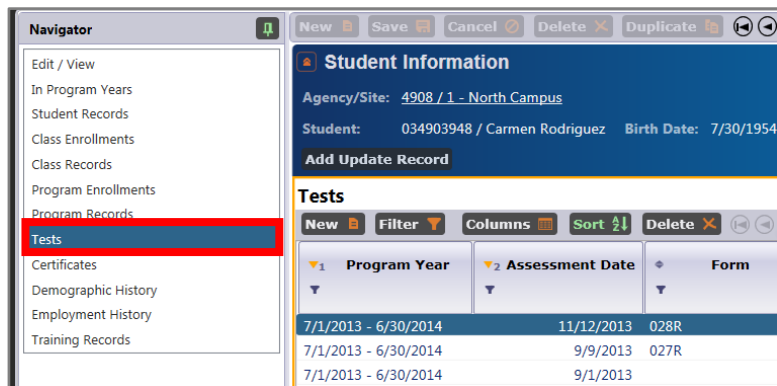 Navigator
Edit / View
In Program Years
Student Records
Class Enrollments
Class Records
Program Enrollments
Program Records
Tests
Certificates
Demographic History
Employment History
Training Records
New Save Cancel Delete Duplicate
Student Information
Agency/Site: 4908 / 1 - North Campus
Student: 034903948 / Carmen Rodriguez Birth Date: 7/30/1954
Add Update Record
Tests
New Filter Columns Sort Delete
1 Program Year 2 Assessment Date Form
7/1/2013 - 6/30/2014 11/12/2013 028R
7/1/2013 - 6/30/2014 9/9/2013 027R
7/1/2013 - 6/30/2014 9/1/2013